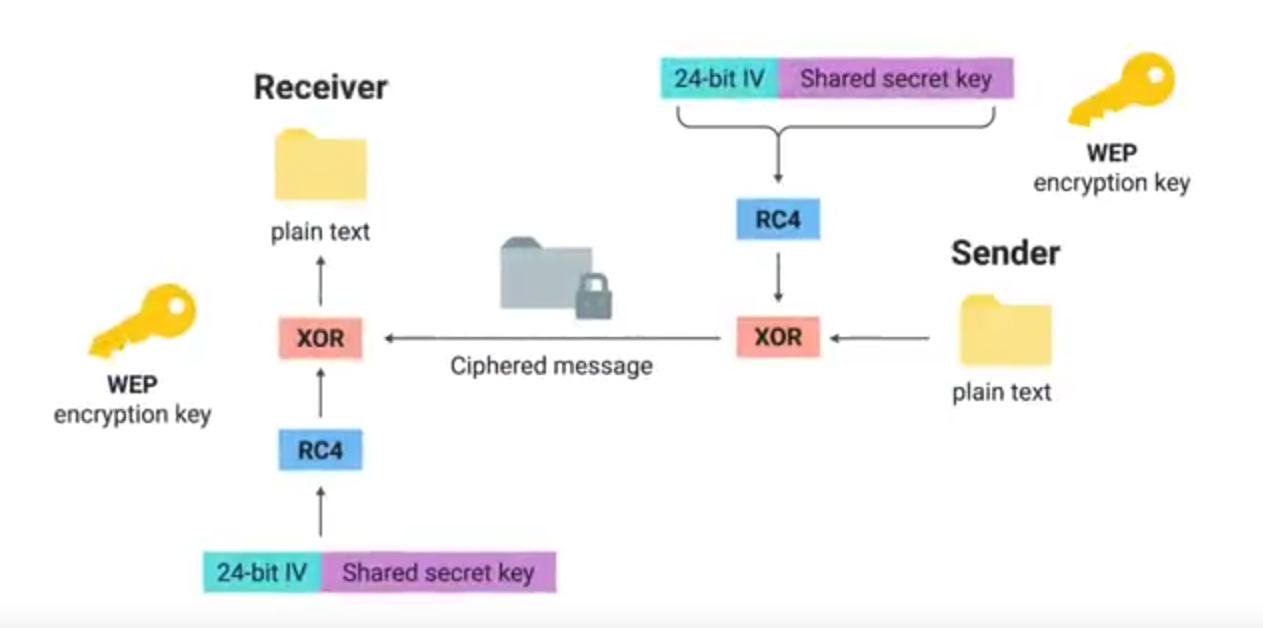 24-bit IV Shared secret key
Receiver
WEP
encryption key
RC4
plain text
Sender
XOR
XOR
Ciphered message
plain text
WEP
encryption key
RC4
24-bit IV Shared secret key